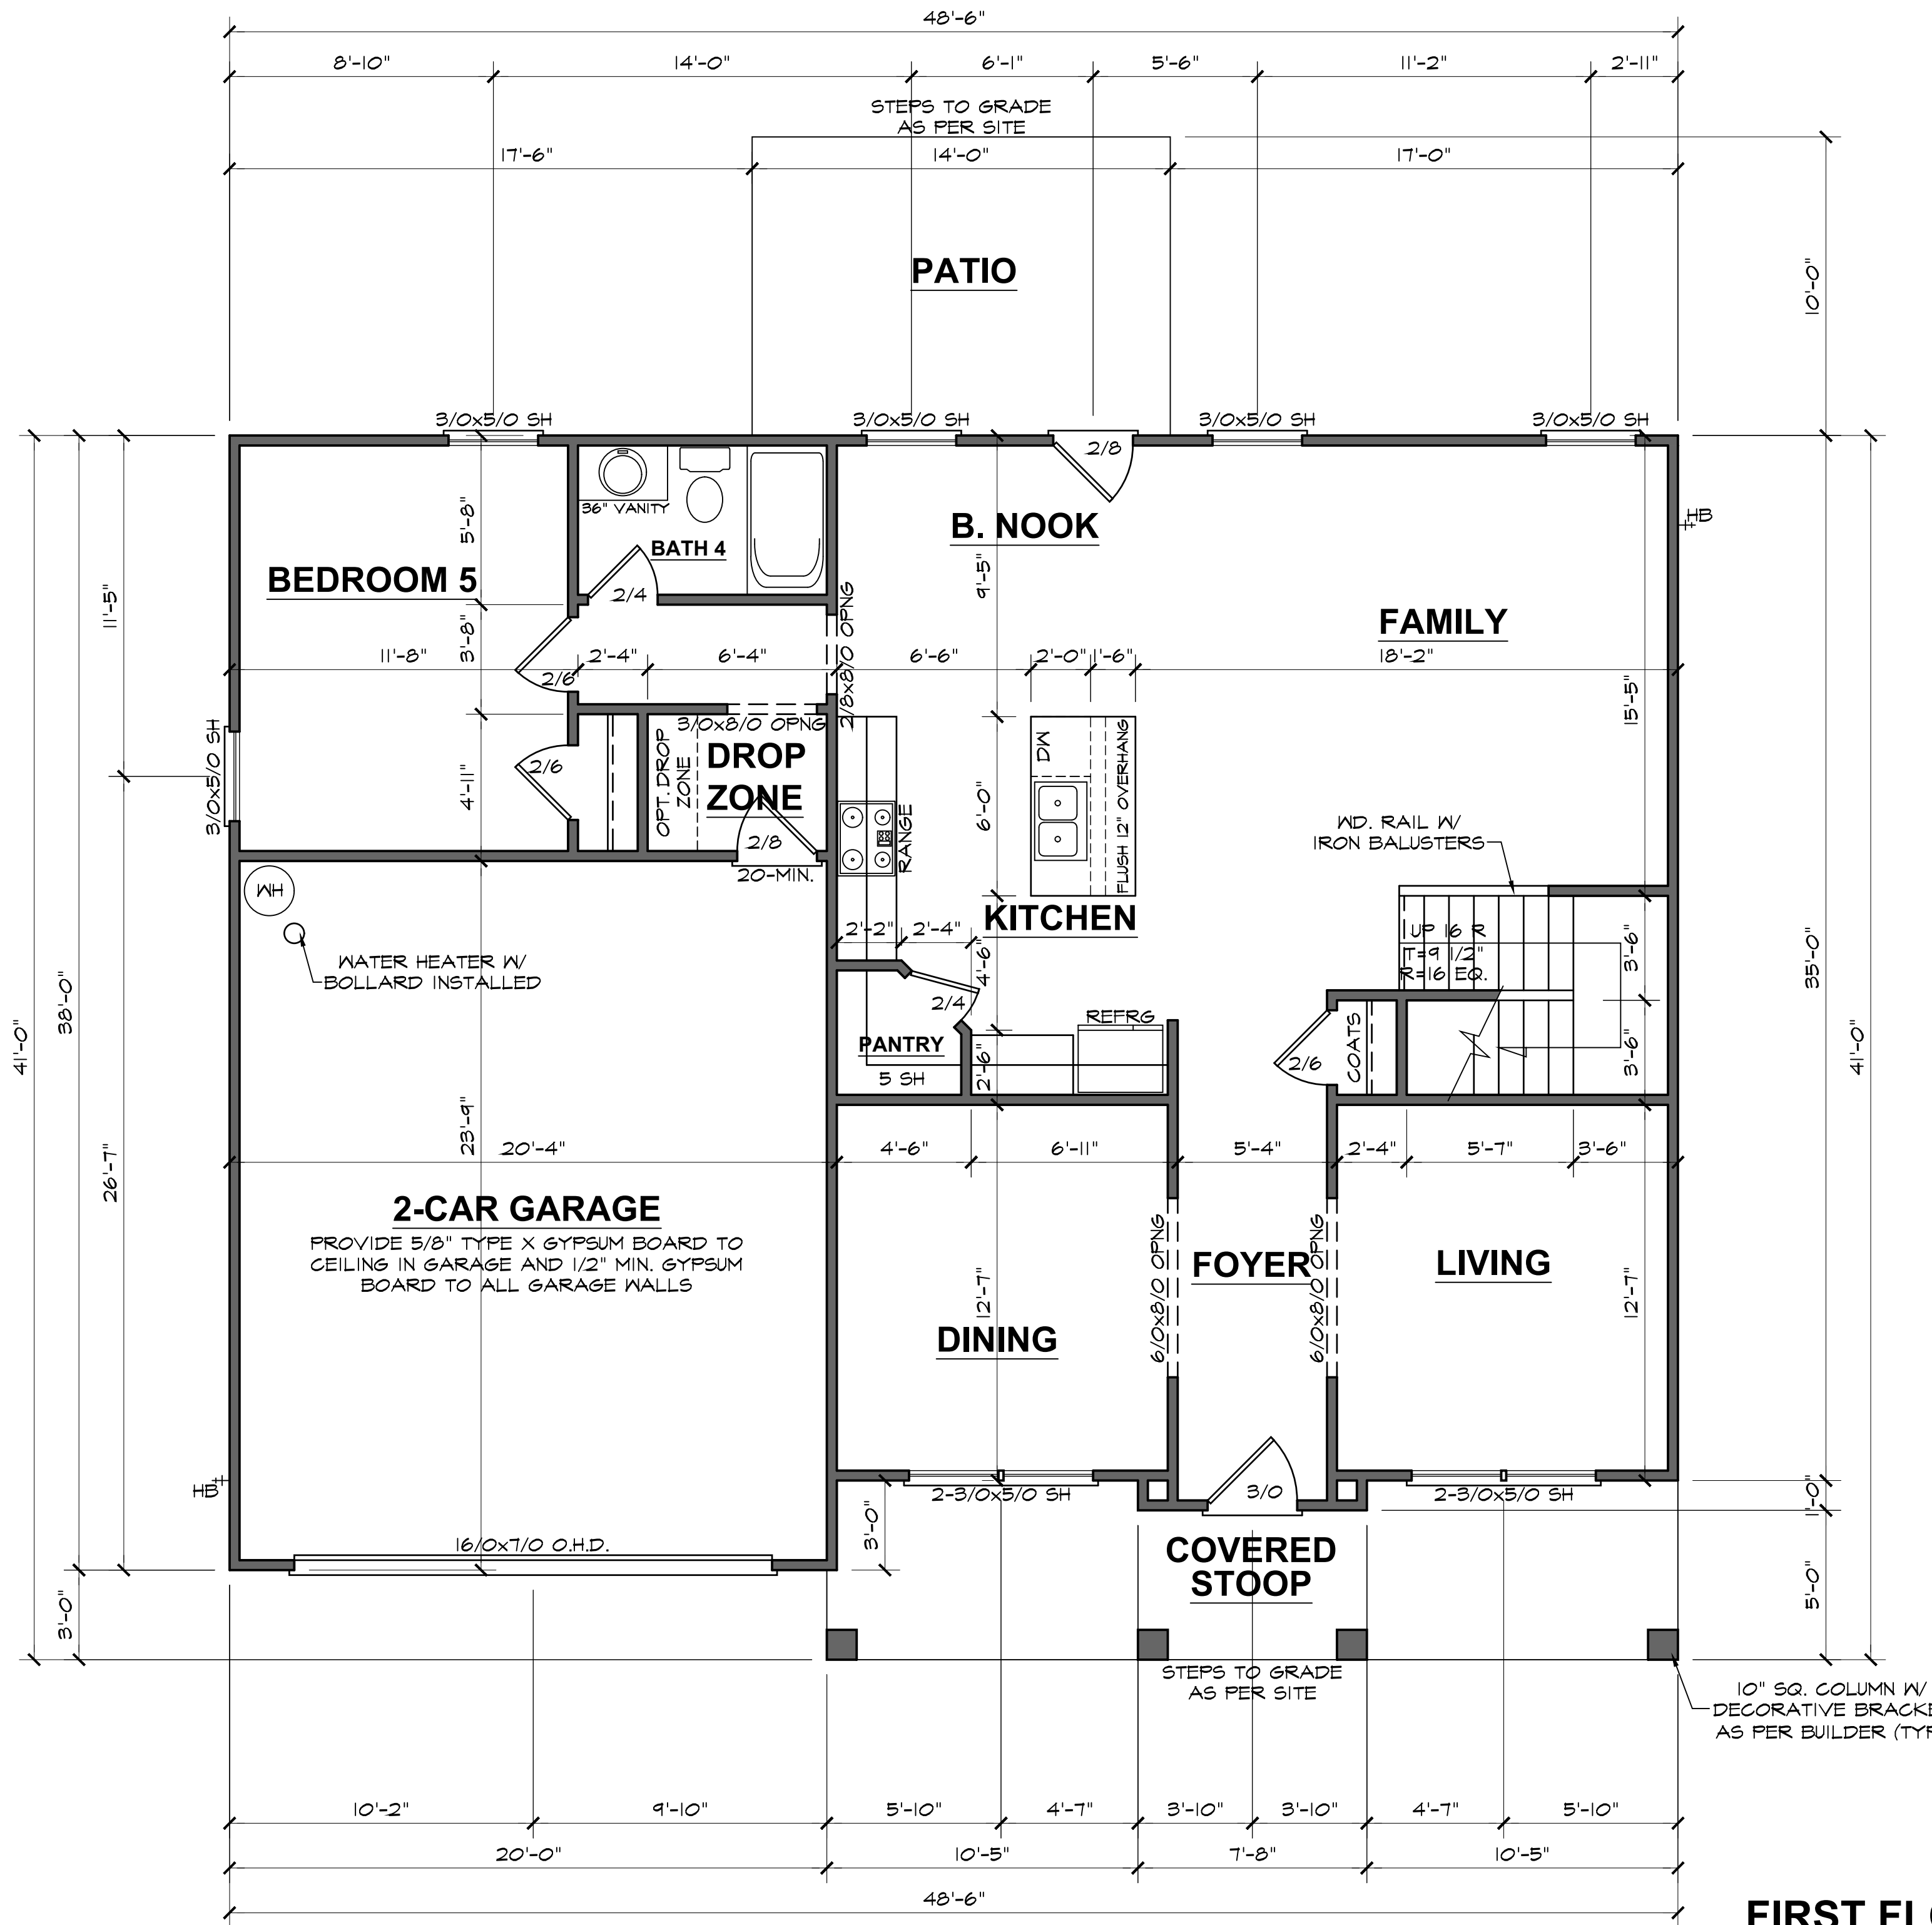 48'-6"
8'-10" 14'-0" 6'-1" 5'-6" 11'-2" 2'-11"
STEPS TO GRADE
AS PER SITE
17'-6" 14'-0" 17'-0"
PATIO
10'-0"
3/0x5/0 SH 3/0x5/0 SH 3/0x5/0 SH 3/0x5/0 SH
2/8
36" VANITY
BATH 4
B. NOOK
HB
BEDROOM 5
5'-8"
9'-5"
2/4
FAMILY
11'-5"
3'-8"
2/8x8/0 OPNG
11'-8" 2'-4" 6'-4" 6'-6" 2'-0" 1'-6" 18'-2"
2/6
15'-5"
3/0x8/0 OPNG
3/0x5/0 SH
DROP
ZONE
OPT. DROP
ZONE
2/6
4'-11"
2/8
20-MIN.
RANGE
DW
FLUSH 12" OVERHANG
6'-0"
WD. RAIL W/
IRON BALUSTERS
WH
WATER HEATER W/
BOLLARD INSTALLED
KITCHEN
2'-2" 2'-4"
4'-6"
UP 16 R
T=9 1/2"
R=16 EQ.
3'-6"
35'-0"
41'-0"
38'-0"
41'-0"
2/4
REFRG
PANTRY
5 SH
2'-6"
2/6
COATS
3'-6"
23'-9"
26'-7"
20'-4" 4'-6" 6'-11" 5'-4" 2'-4" 5'-7" 3'-6"
2-CAR GARAGE
PROVIDE 5/8" TYPE X GYPSUM BOARD TO
CEILING IN GARAGE AND 1/2" MIN. GYPSUM
BOARD TO ALL GARAGE WALLS
12'-7"
DINING
6/0x8/0 OPNG
FOYER
6/0x8/0 OPNG
LIVING
12'-7"
HB
2-3/0x5/0 SH
3/0
2-3/0x5/0 SH
1'-0"
3'-0"
16/0x7/0 O.H.D.
COVERED
STOOP
3'-0"
5'-0"
STEPS TO GRADE
AS PER SITE
10" SQ. COLUMN W/
DECORATIVE BRACKE
AS PER BUILDER (TYP
10'-2" 9'-10" 5'-10" 4'-7" 3'-10" 3'-10" 4'-7" 5'-10"
20'-0" 10'-5" 7'-8" 10'-5"
48'-6"
FIRST FLO